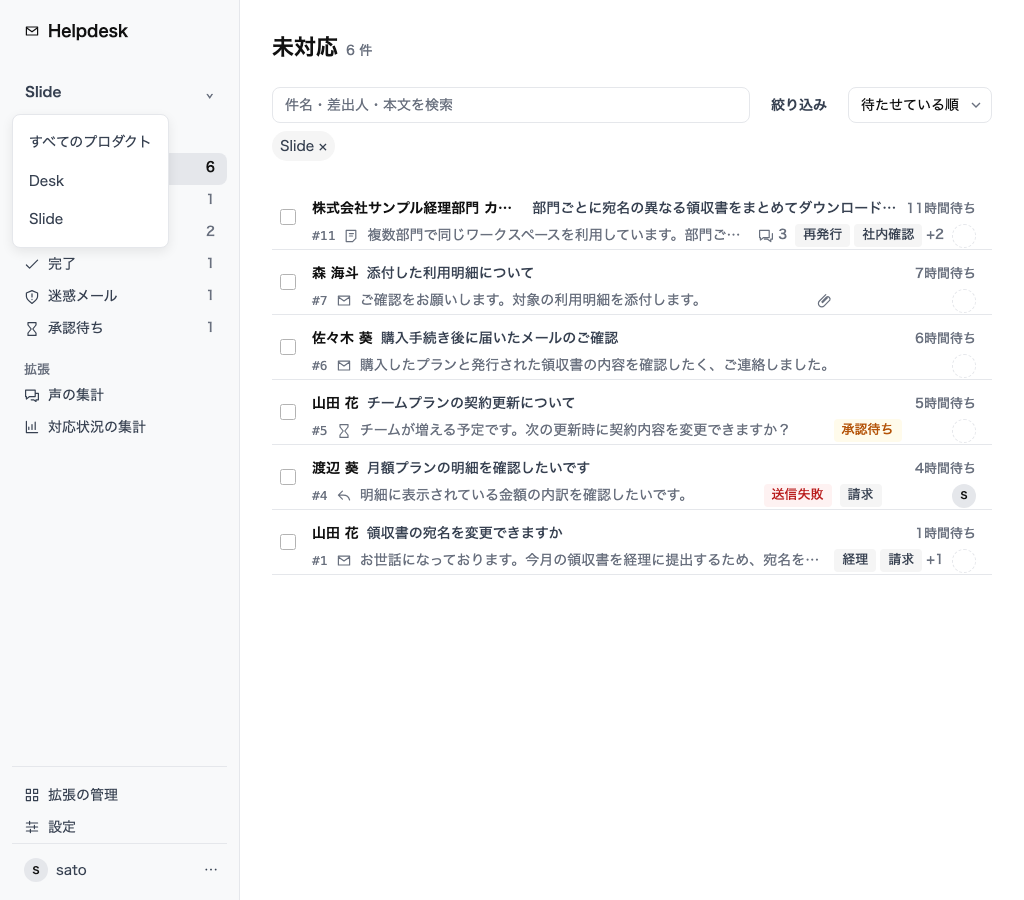 Helpdesk
Slide
すべてのプロダクト
Desk
Slide
6
1
2
完了 1
迷惑メール 1
承認待ち 1
拡張
声の集計
対応状況の集計
拡張の管理
設定
S sato …
未対応 6 件
件名・差出人・本文を検索 絞り込み 待たせている順
Slide ×
株式会社サンプル経理部門 カ… 部門ごとに宛名の異なる領収書をまとめてダウンロード… 11時間待ち
#11 複数部門で同じワークスペースを利用しています。部門ご… 3 再発行 社内確認 +2
森 海斗 添付した利用明細について 7時間待ち
#7 ご確認をお願いします。対象の利用明細を添付します。
佐々木 葵 購入手続き後に届いたメールのご確認 6時間待ち
#6 購入したプランと発行された領収書の内容を確認したく、ご連絡しました。
山田 花 チームプランの契約更新について 5時間待ち
#5 チームが増える予定です。次の更新時に契約内容を変更できますか？ 承認待ち
渡辺 葵 月額プランの明細を確認したいです 4時間待ち
#4 明細に表示されている金額の内訳を確認したいです。 送信失敗 請求 S
山田 花 領収書の宛名を変更できますか 1時間待ち
#1 お世話になっております。今月の領収書を経理に提出するため、宛名を… 経理 請求 +1